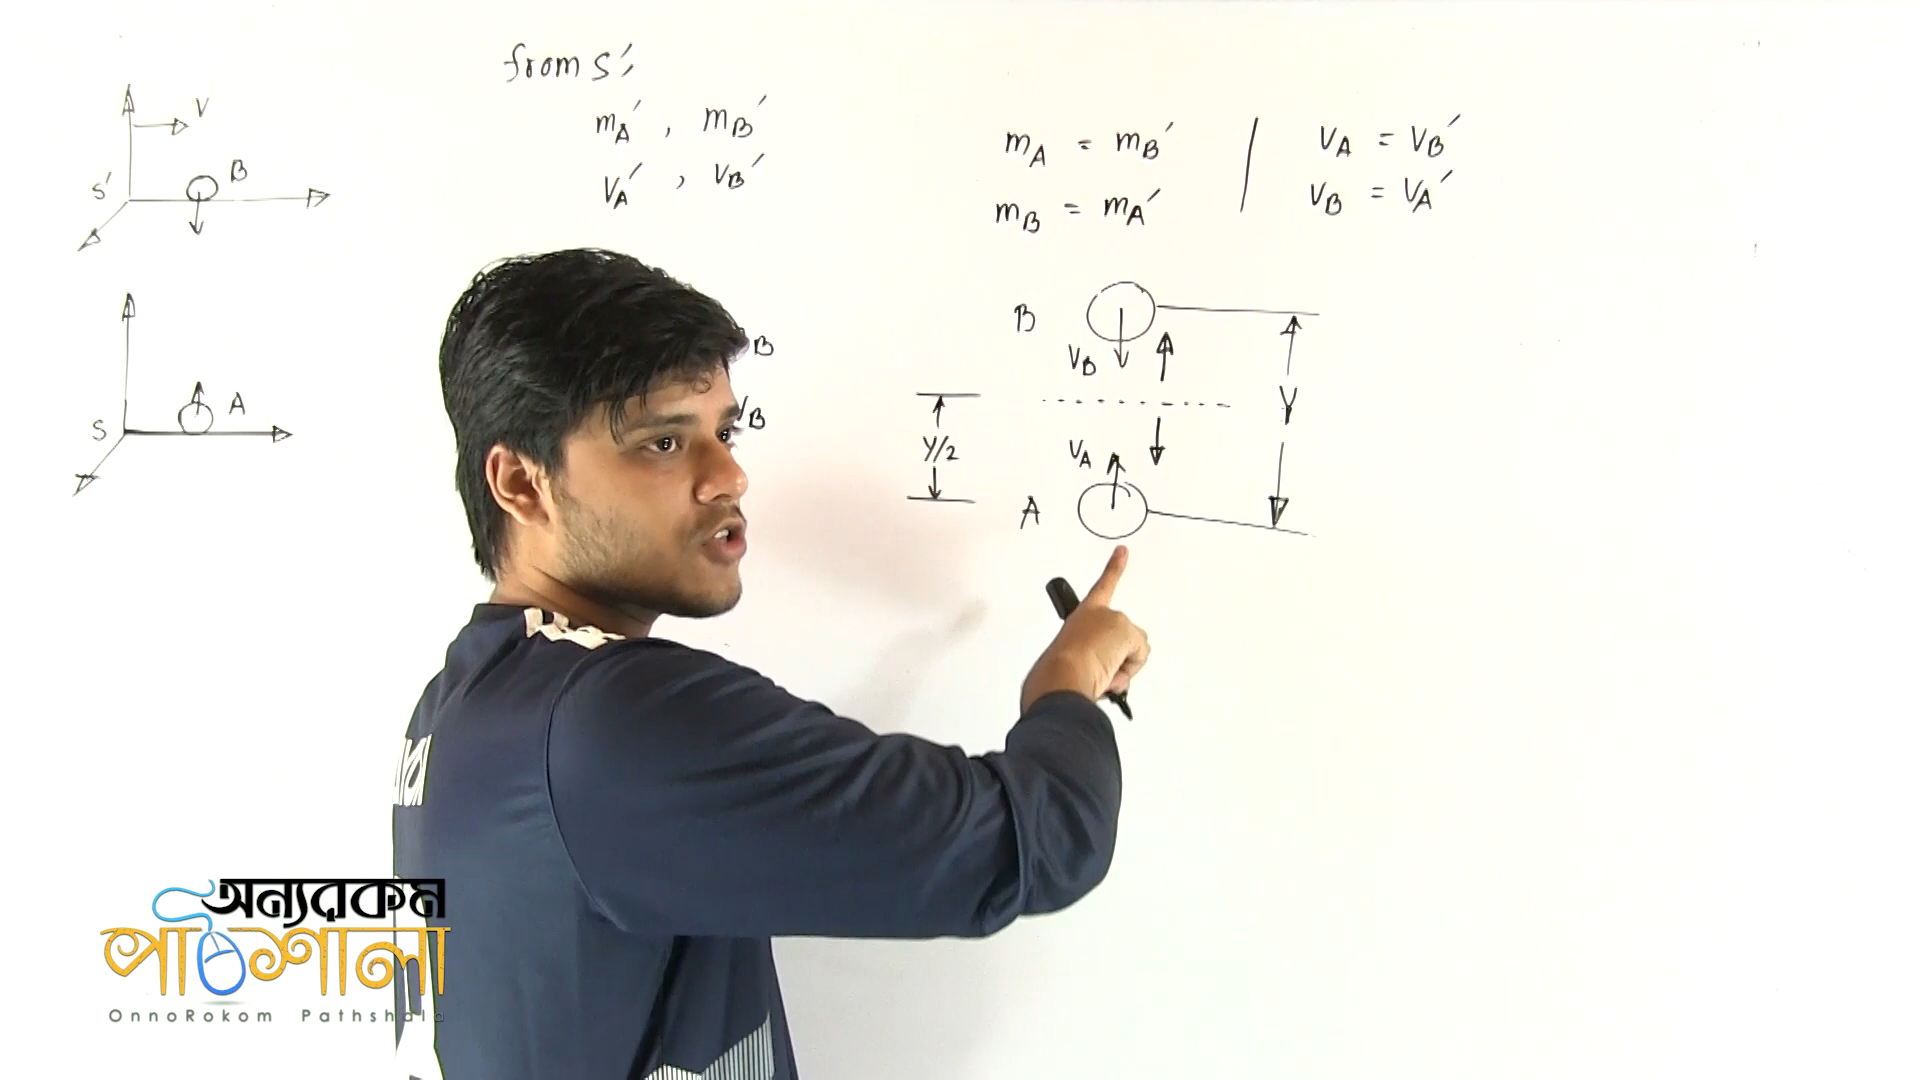 from S′,
m_A′ , m_B′
V_A′ , V_B′
V
S′
B
S
A
B
V_B
m_A = m_B′
m_B = m_A′
V_A = V_B′
V_B = V_A′
B
V_B
Y
Y/2
V_A
A
অন্যরকম
পাঠশালা
OnnoRokom Pathshala